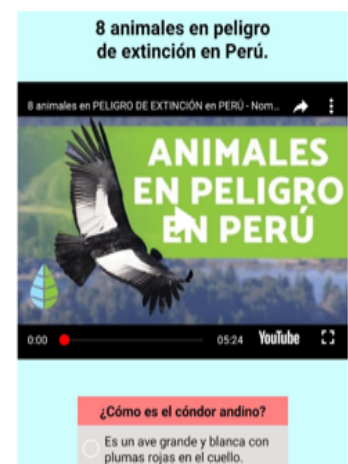 8 animales en peligro
de extinción en Perú.
8 animales en PELIGRO DE EXTINCIÓN en PERÚ - Nom...
ANIMALES
EN PELIGRO
EN PERÚ
0:00
05:24
YouTube
¿Cómo es el cóndor andino?
Es un ave grande y blanca con
plumas rojas en el cuello.